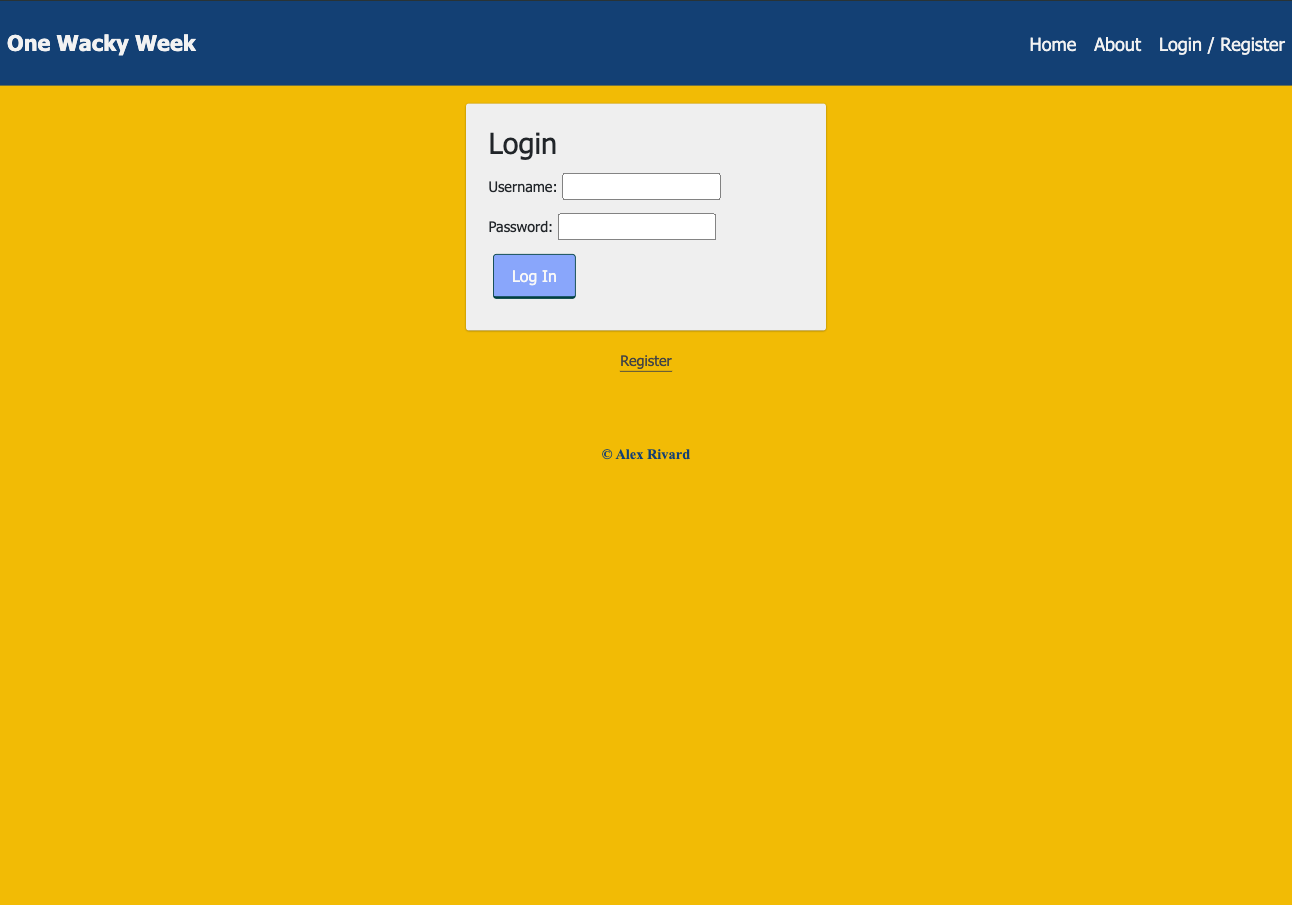 One Wacky Week
Home About Login / Register
Login
Username:
Password:
Log In
Register
© Alex Rivard